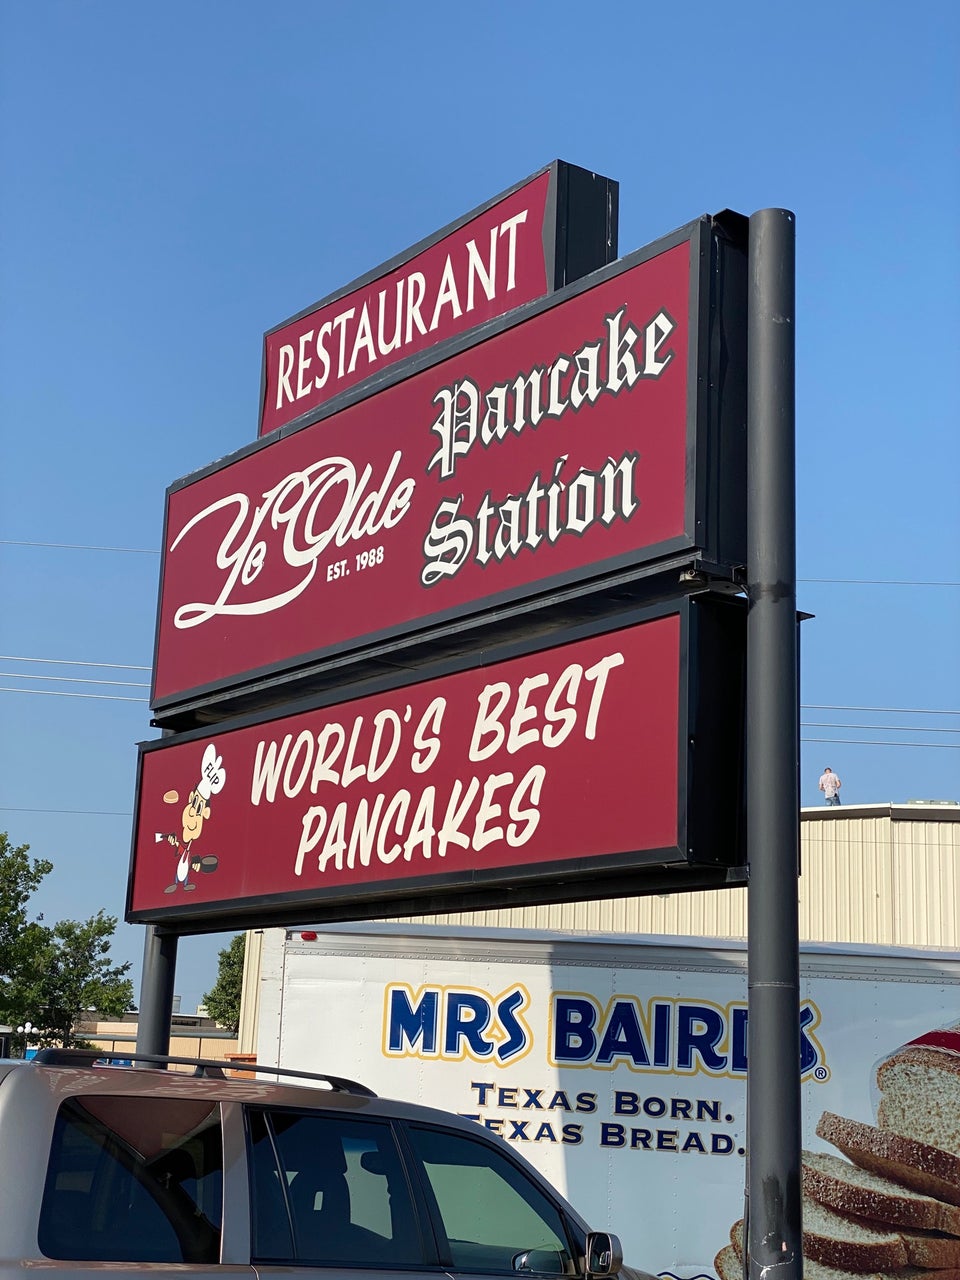 RESTAURANT
Ye Olde
Pancake
Station
EST. 1988
WORLD'S BEST
PANCAKES
FLIP
MRS BAIRD'S®
TEXAS BORN.
TEXAS BREAD.